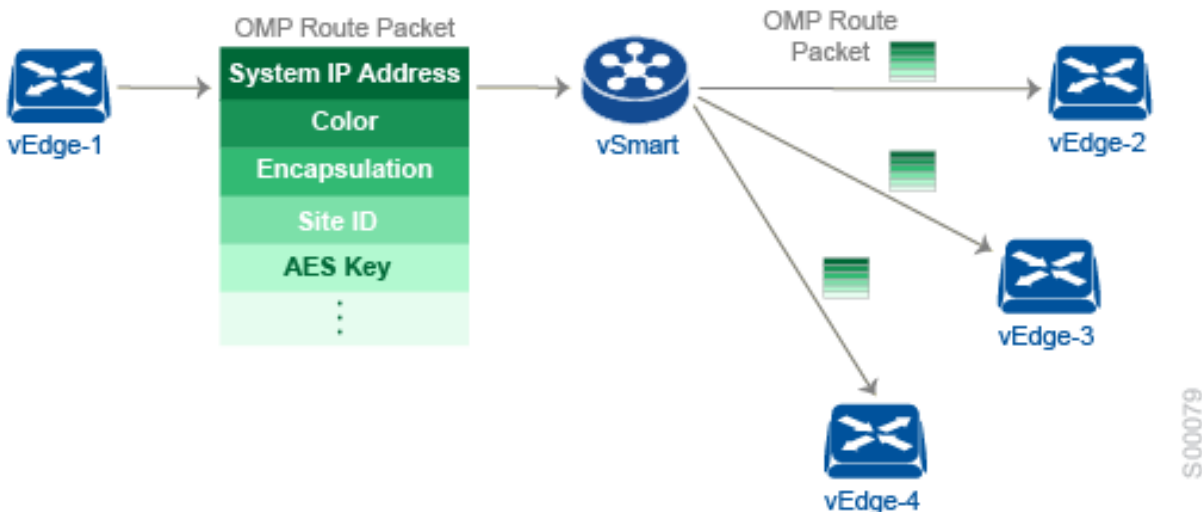 OMP Route Packet
System IP Address
Color
Encapsulation
Site ID
AES Key
vEdge-1
vSmart
OMP Route
Packet
vEdge-2
vEdge-3
vEdge-4
S00079